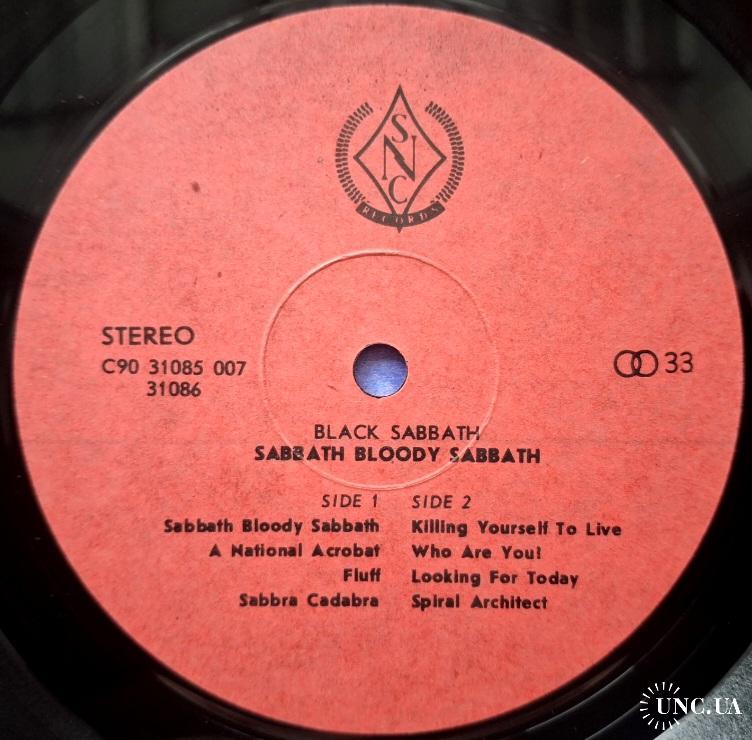 S
N
C
RECORDS
STEREO
C90 31085 007
31086
33
BLACK SABBATH
SABBATH BLOODY SABBATH
SIDE 1 SIDE 2
Sabbath Bloody Sabbath Killing Yourself To Live
A National Acrobat Who Are You?
Fluff Looking For Today
Sabbra Cadabra Spiral Architect
UNC.UA